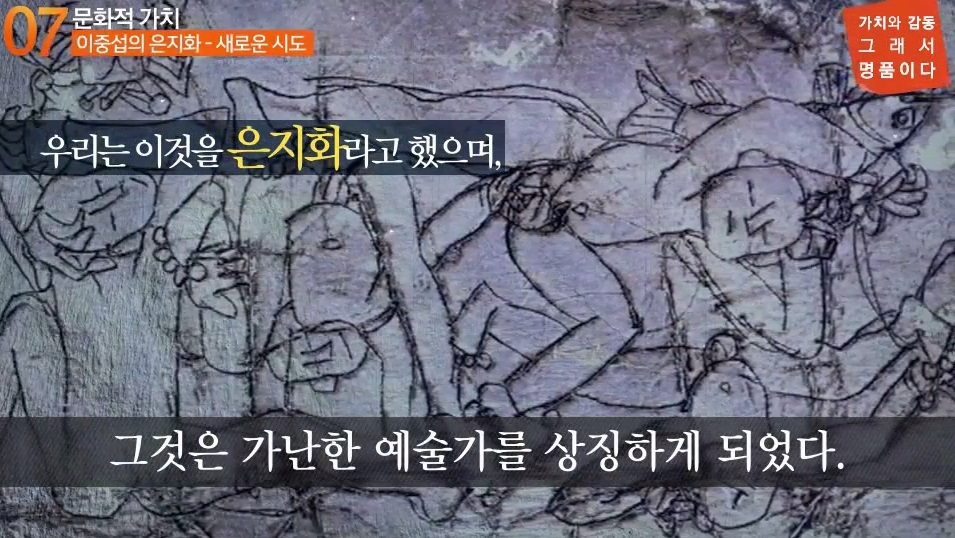 07 문화적 가치
이중섭의 은지화 - 새로운 시도
가치와 감동
그래서
명품이다
우리는 이것을 은지화라고 했으며,
그것은 가난한 예술가를 상징하게 되었다.